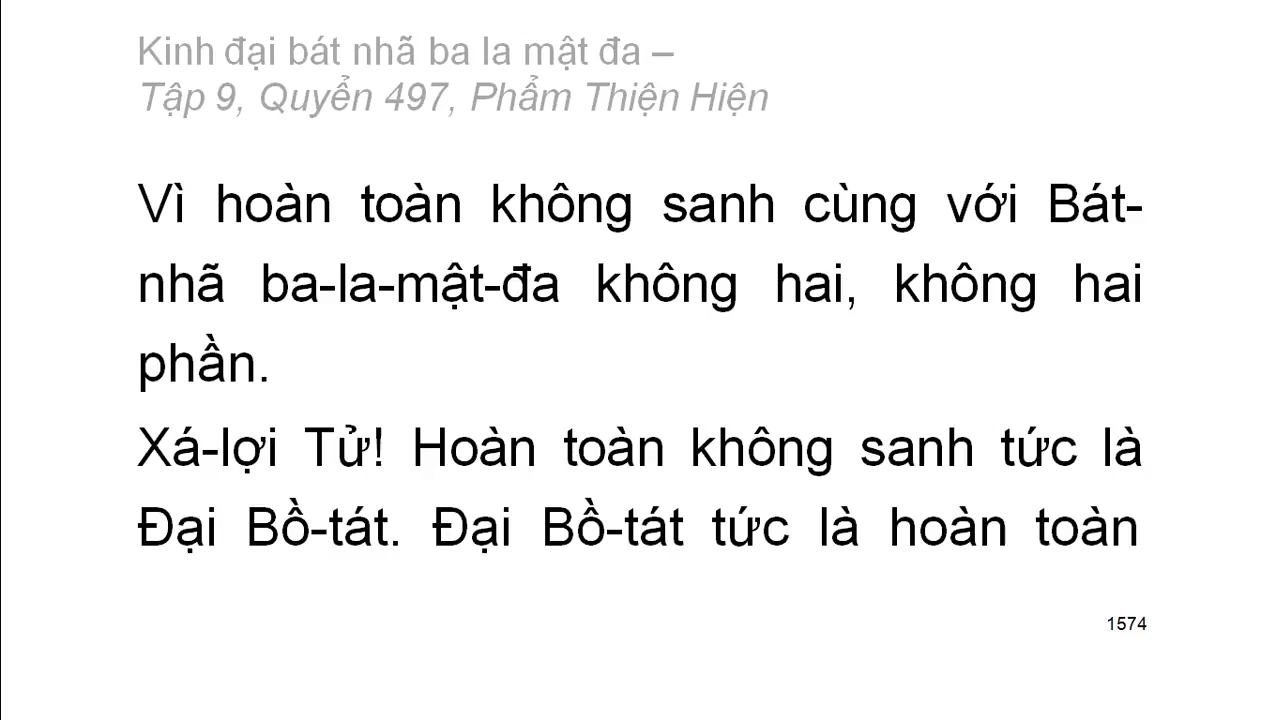 Kinh đại bát nhã ba la mật đa –
Tập 9, Quyển 497, Phẩm Thiện Hiện
Vì hoàn toàn không sanh cùng với Bát-
nhã ba-la-mật-đa không hai, không hai
phần.
Xá-lợi Tử! Hoàn toàn không sanh tức là
Đại Bồ-tát. Đại Bồ-tát tức là hoàn toàn
1574